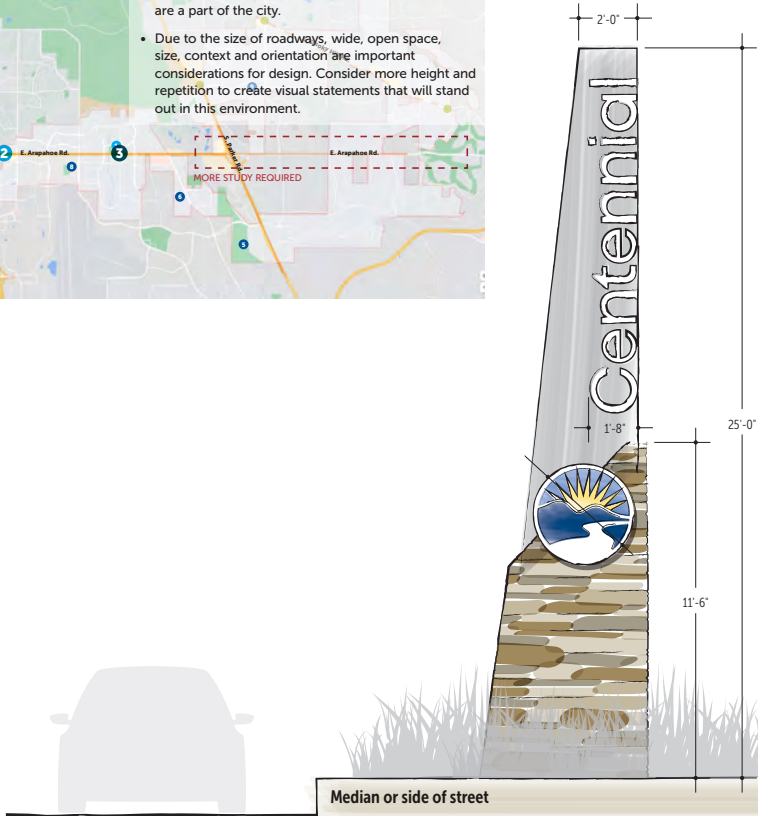 are a part of the city.
• Due to the size of roadways, wide, open space,
size, context and orientation are important
considerations for design. Consider more height and
repetition to create visual statements that will stand
out in this environment.
2
E. Arapahoe Rd.
3
8
S. Parker Rd.
E. Arapahoe Rd.
MORE STUDY REQUIRED
6
5
2'-0"
Centennial
1'-8"
25'-0"
11'-6"
Median or side of street